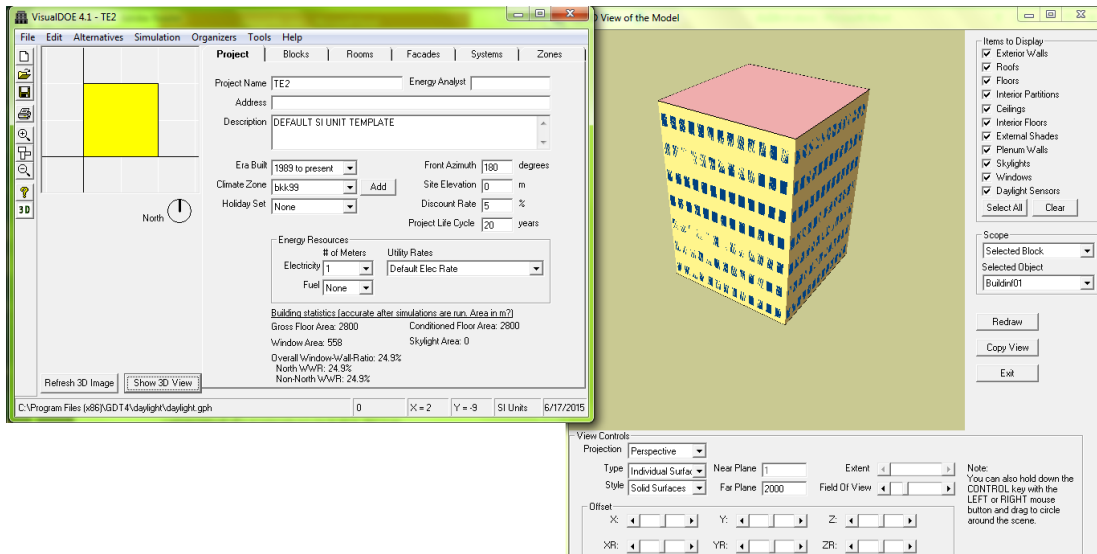 VisualDOE 4.1 - TE2
File Edit Alternatives Simulation Organizers Tools Help
Project Blocks Rooms Facades Systems Zones
Project Name TE2 Energy Analyst
Address
Description DEFAULT SI UNIT TEMPLATE
Era Built 1989 to present Front Azimuth 180 degrees
Climate Zone bkk99 Add Site Elevation 0 m
Holiday Set None Discount Rate 5 %
Project Life Cycle 20 years
North
3D
Energy Resources
# of Meters Utility Rates
Electricity 1 Default Elec Rate
Fuel None
Building statistics (accurate after simulations are run. Area in m?)
Gross Floor Area: 2800 Conditioned Floor Area: 2800
Window Area: 558 Skylight Area: 0
Overall Window-Wall-Ratio: 24.9%
North WWR: 24.9%
Non-North WWR: 24.9%
Refresh 3D Image Show 3D View
C:\Program Files (x86)\GDT4\daylight\daylight.gph 0 X = 2 Y = -9 SI Units 6/17/2015
View of the Model
Items to Display
Exterior Walls
Roofs
Floors
Interior Partitions
Ceilings
Interior Floors
External Shades
Plenum Walls
Skylights
Windows
Daylight Sensors
Select All Clear
Scope
Selected Block
Selected Object
Buildinf01
Redraw
Copy View
Exit
View Controls
Projection Perspective
Type Individual Surfac Near Plane 1 Extent
Style Solid Surfaces Far Plane 2000 Field Of View
Note:
You can also hold down the
CONTROL key with the
LEFT or RIGHT mouse
button and drag to circle
around the scene.
Offset
X: Y: Z:
XR: YR: ZR: